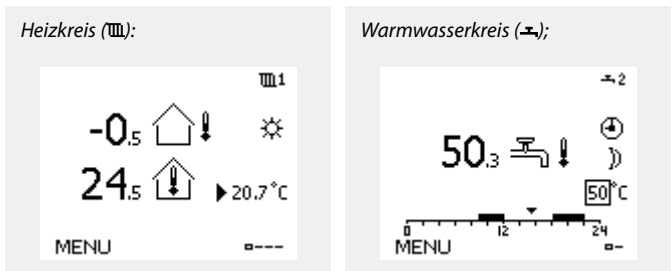 Heizkreis ():
1
-0.5
24.5
20.7°C
MENU
Warmwasserkreis ();
2
50.3
50°C
0 12 24
MENU